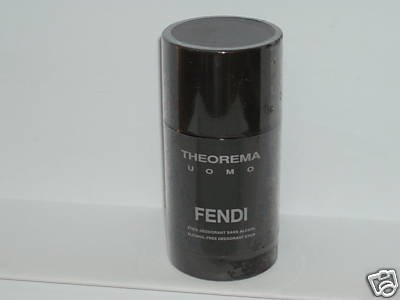 THEOREMA
UOMO
FENDI
STICK DEODORANT SANS ALCOOL
ALCOHOL-FREE DEODORANT STICK